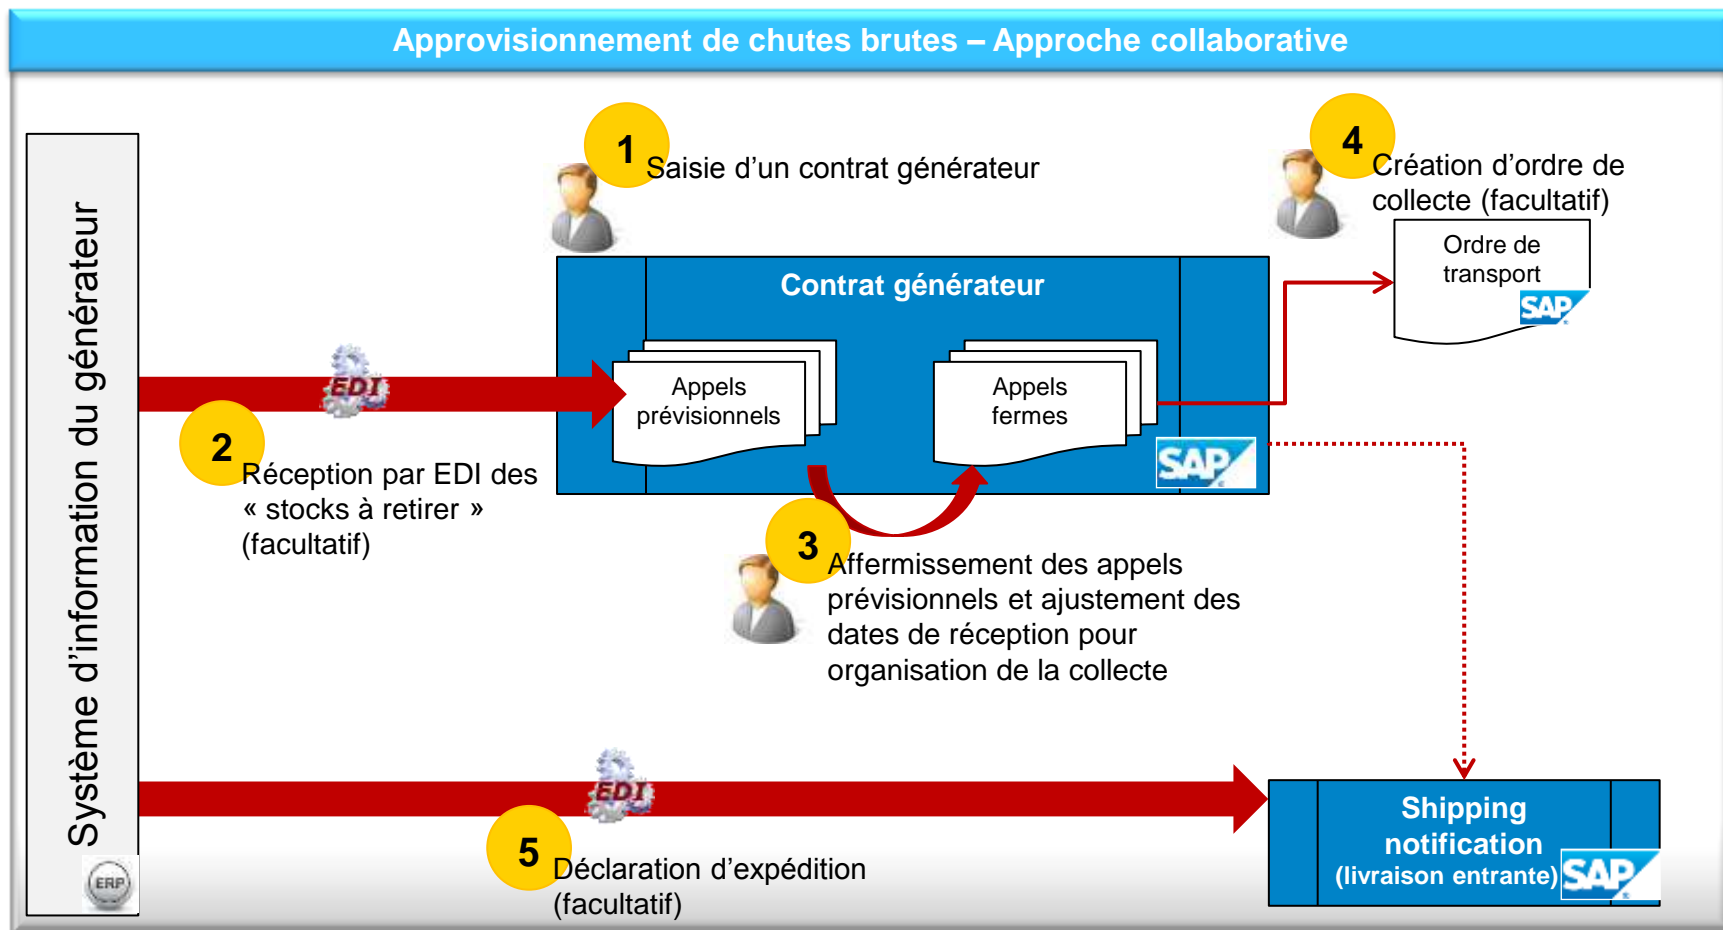 Approvisionnement de chutes brutes – Approche collaborative
Système d'information du générateur
ERP
1
Saisie d'un contrat générateur
4
Création d'ordre de
collecte (facultatif)
Ordre de
transport
SAP
Contrat générateur
EDI
Appels
prévisionnels
Appels
fermes
SAP
2
Réception par EDI des
« stocks à retirer »
(facultatif)
3
Affermissement des appels
prévisionnels et ajustement des
dates de réception pour
organisation de la collecte
EDI
5
Déclaration d'expédition
(facultatif)
Shipping
notification
(livraison entrante)
SAP